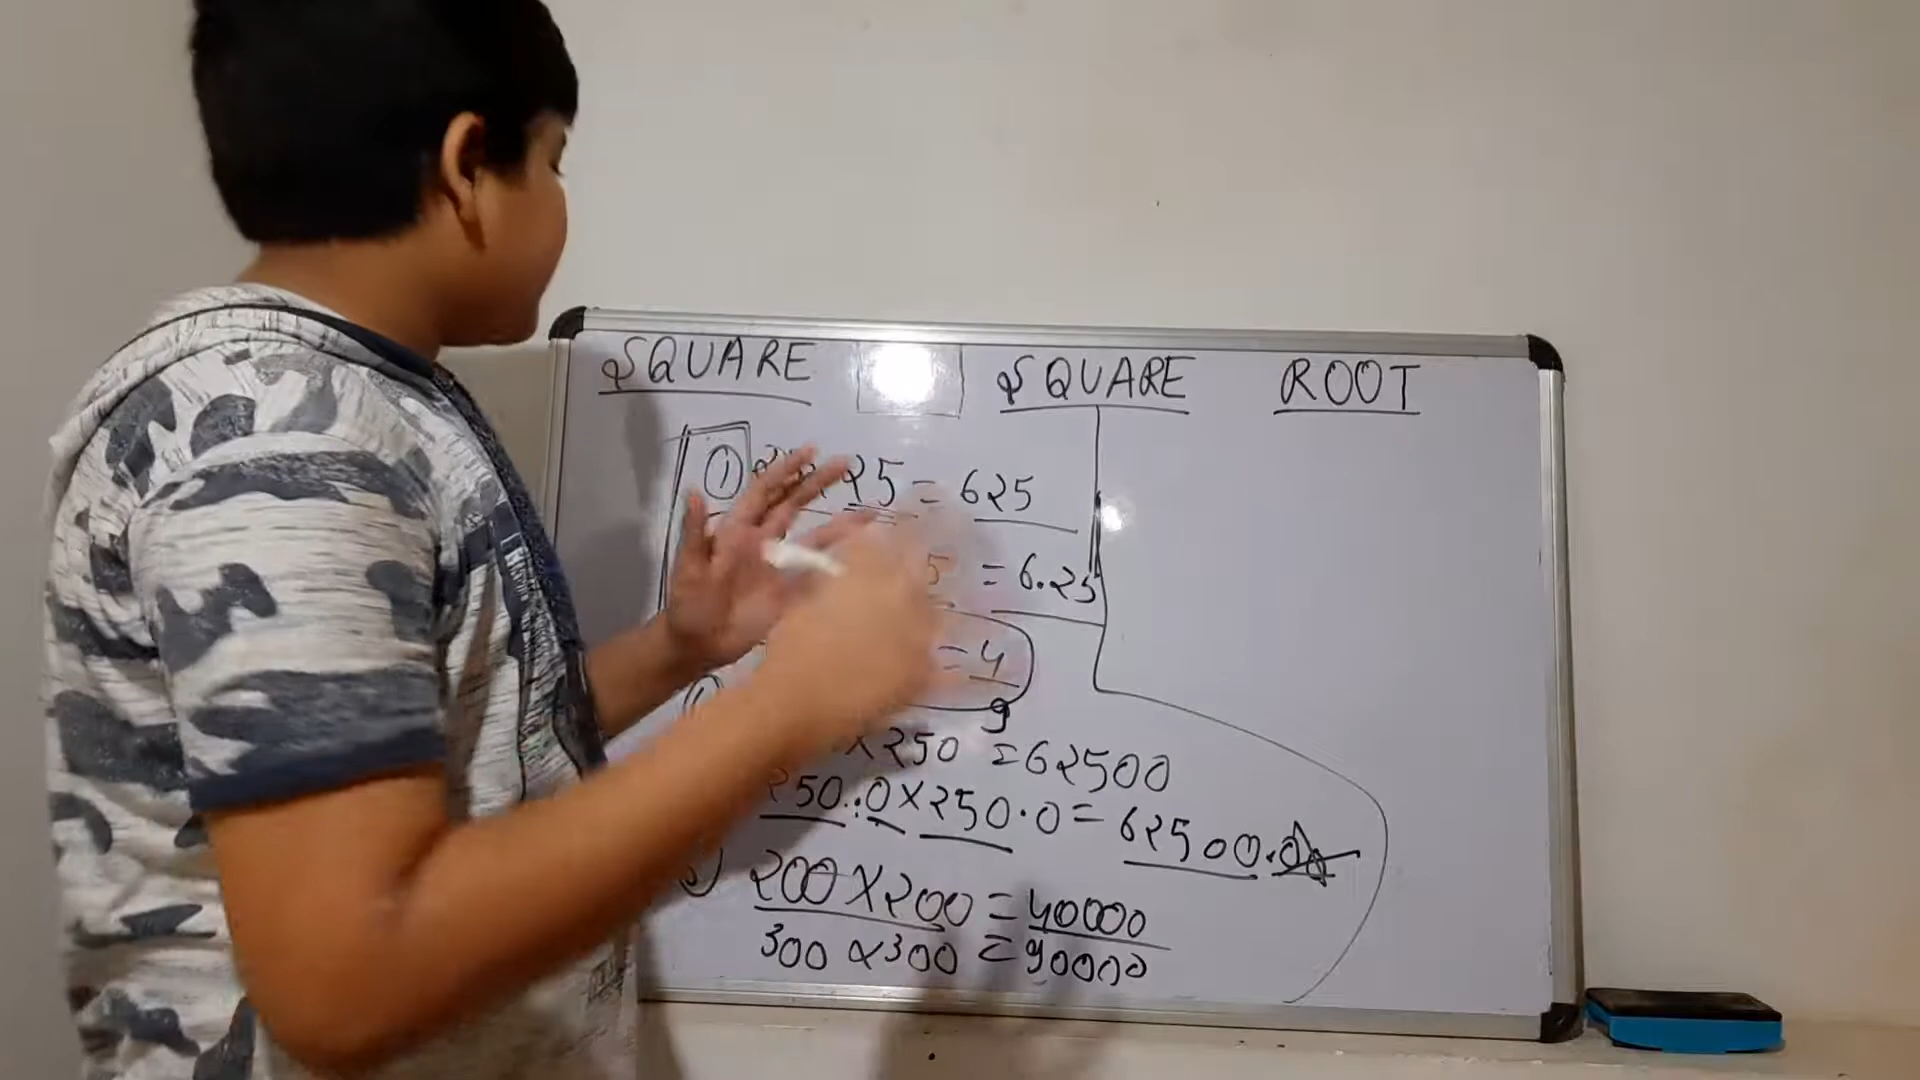 SQUARE SQUARE ROOT
① 25 = 625
5 = 6.25
= 4
9
×250 = 62500
250.0×250.0= 62500.0
200×200=40000
300×300=90000